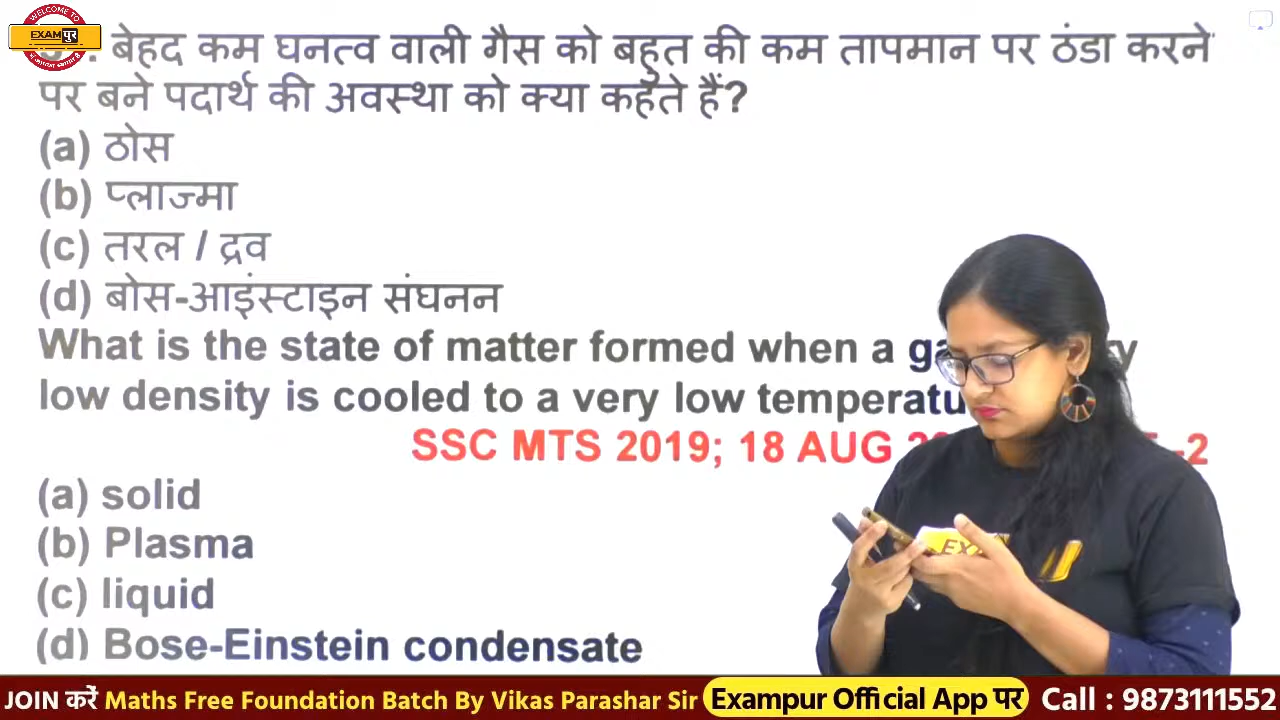 WELCOME TO
EXAMपुर
बेहद कम घनत्व वाली गैस को बहुत की कम तापमान पर ठंडा करने
पर बने पदार्थ की अवस्था को क्या कहते हैं?
(a) ठोस
(b) प्लाज्मा
(c) तरल / द्रव
(d) बोस-आइंस्टाइन संघनन
What is the state of matter formed when a
low density is cooled to a very low
SSC MTS 2019; 18 AUG
(a) solid
(b) Plasma
(c) liquid
(d) Bose-Einstein condensate
JOIN करें Maths Free Foundation Batch By Vikas Parashar Sir Exampur Official App पर Call : 9873111552